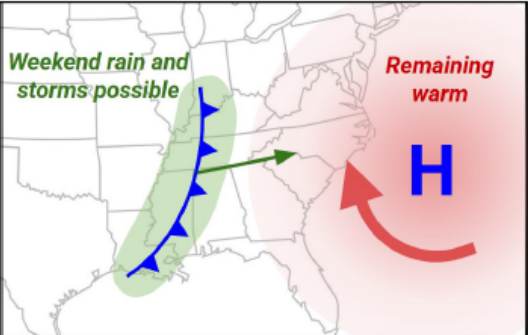 Weekend rain and
storms possible
Remaining
warm
H